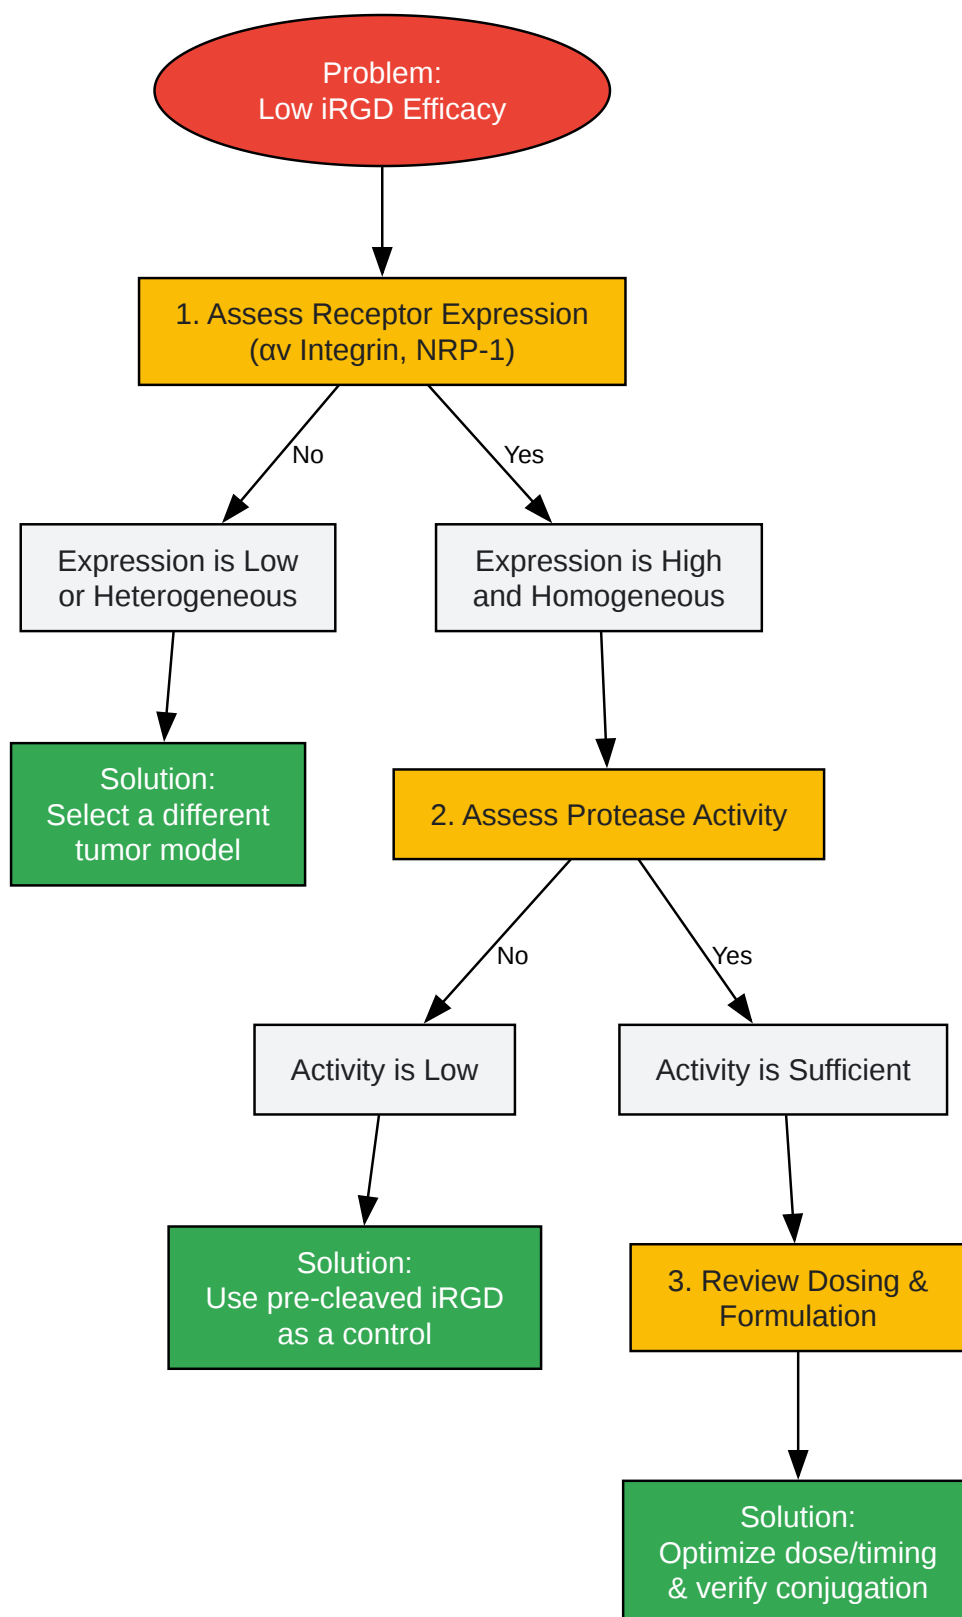 Problem:
Low iRGD Efficacy
1. Assess Receptor Expression
(αv Integrin, NRP-1)
No
Yes
Expression is Low
or Heterogeneous
Expression is High
and Homogeneous
Solution:
Select a different
tumor model
2. Assess Protease Activity
No
Yes
Activity is Low
Activity is Sufficient
Solution:
Use pre-cleaved iRGD
as a control
3. Review Dosing &
Formulation
Solution:
Optimize dose/timing
& verify conjugation